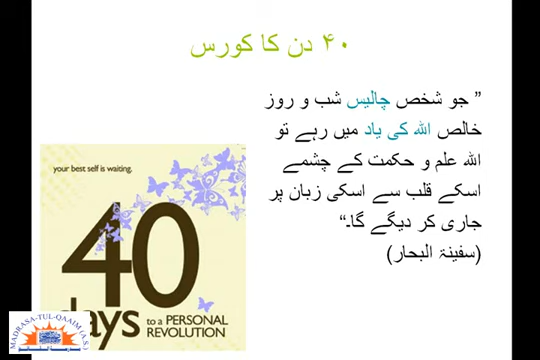 ۴۰ دن کا کورس
” جو شخص چالیس شب و روز
خالص اللہ کی یاد میں رہے تو
اللہ علم و حکمت کے چشمے
اسکے قلب سے اسکی زبان پر
جاری کر دیگے گا۔“
(سفینۃ البحار)
your best self is waiting.
40
days
to a PERSONAL
REVOLUTION
MADRASA-TUL-QAAIM (A.S.)